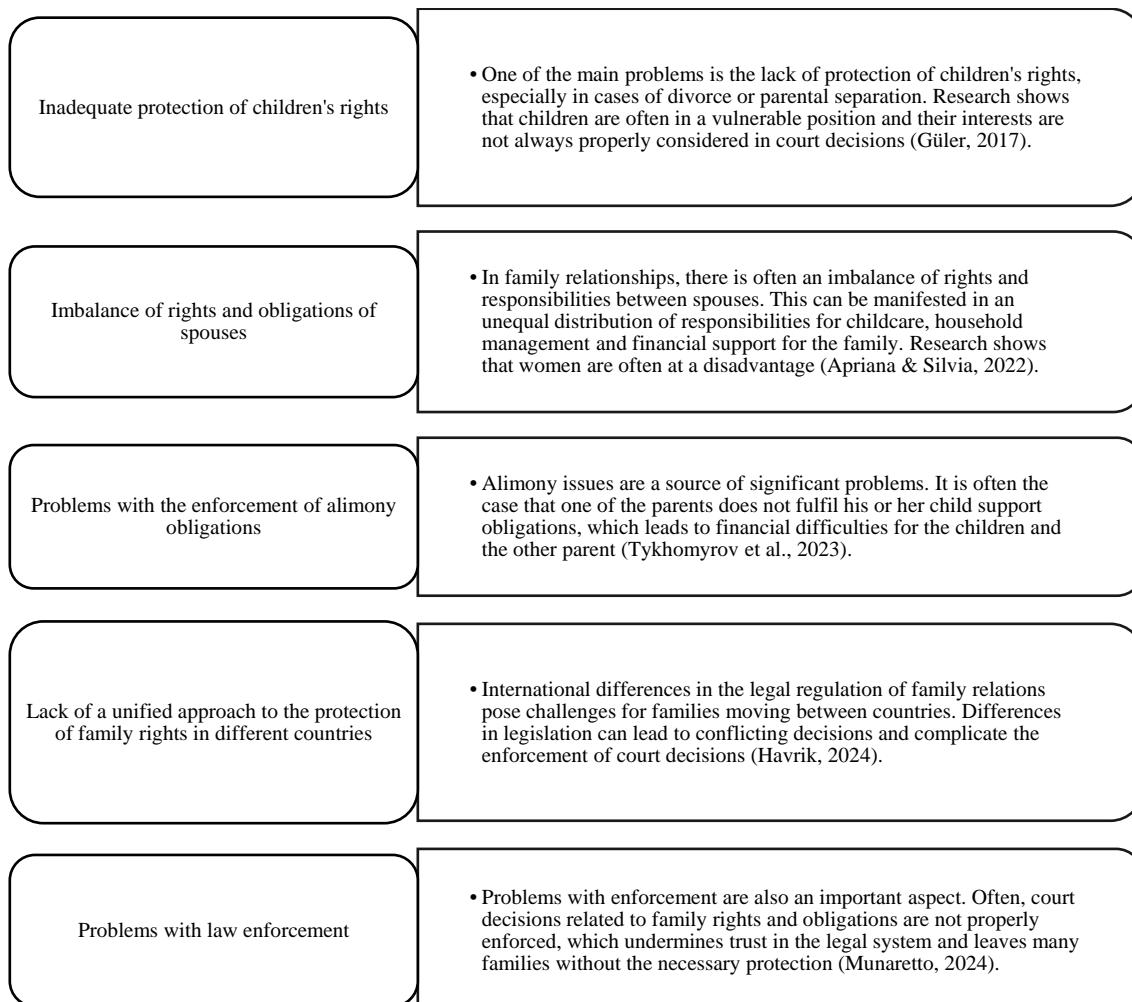 Inadequate protection of children's rights
• One of the main problems is the lack of protection of children's rights,
especially in cases of divorce or parental separation. Research shows
that children are often in a vulnerable position and their interests are
not always properly considered in court decisions (Güler, 2017).
Imbalance of rights and obligations of
spouses
• In family relationships, there is often an imbalance of rights and
responsibilities between spouses. This can be manifested in an
unequal distribution of responsibilities for childcare, household
management and financial support for the family. Research shows
that women are often at a disadvantage (Apriana & Silvia, 2022).
Problems with the enforcement of alimony
obligations
• Alimony issues are a source of significant problems. It is often the
case that one of the parents does not fulfil his or her child support
obligations, which leads to financial difficulties for the children and
the other parent (Tykhomyrov et al., 2023).
Lack of a unified approach to the protection
of family rights in different countries
• International differences in the legal regulation of family relations
pose challenges for families moving between countries. Differences
in legislation can lead to conflicting decisions and complicate the
enforcement of court decisions (Havrik, 2024).
Problems with law enforcement
• Problems with enforcement are also an important aspect. Often, court
decisions related to family rights and obligations are not properly
enforced, which undermines trust in the legal system and leaves many
families without the necessary protection (Munaretto, 2024).